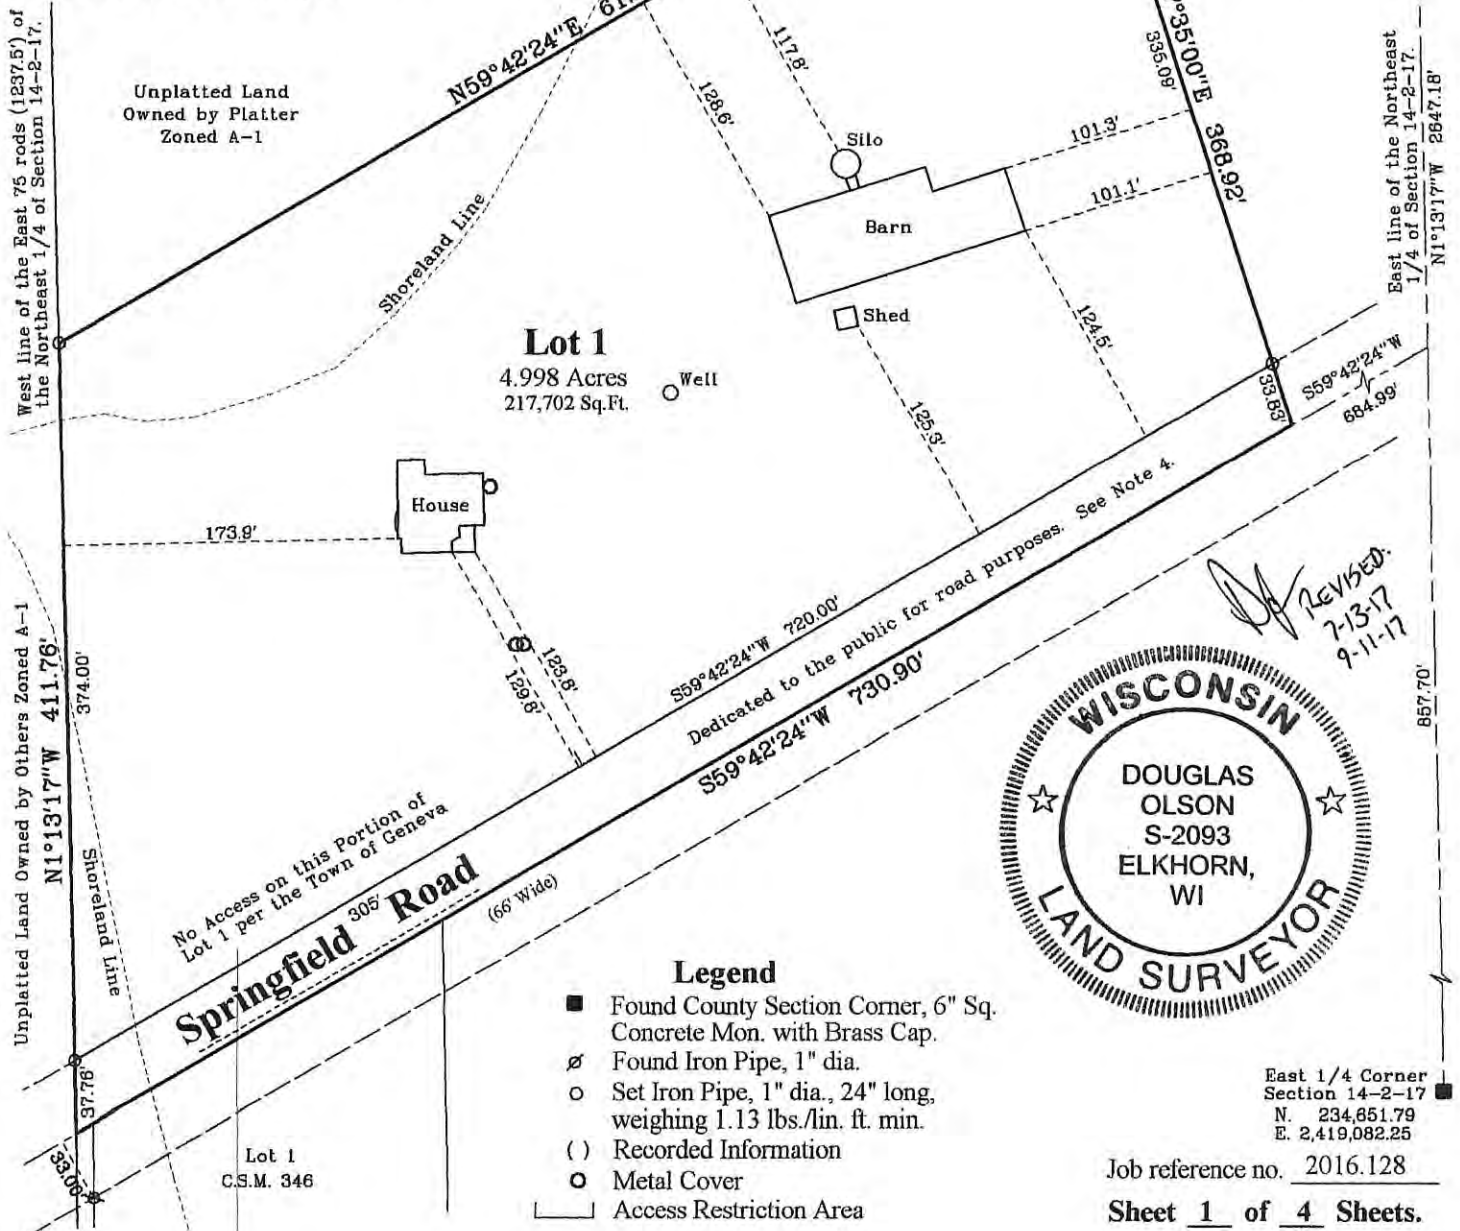 West line of the East 75 rods (1237.5') of
the Northeast 1/4 of Section 14-2-17.
Unplatted Land
Owned by Platter
Zoned A-1
N59°42'24"E
128.6'
117.8'
Silo
Barn
101.3'
101.1'
335.09'
35'00"E 368.92'
East line of the Northeast
1/4 of Section 14-2-17.
N1°13'17"W 2647.18'
Shoreland Line
Shed
Lot 1
4.998 Acres
217,702 Sq.Ft.
Well
124.5'
125.3'
33.83'
S59°42'24"W
684.99'
House
173.9'
129.8'
123.8'
S59°42'24"W 720.00'
Dedicated to the public for road purposes. See Note 4.
S59°42'24"W 730.90'
REVISED:
7-13-17
9-11-17
857.70'
Unplatted Land Owned by Others Zoned A-1
N1°13'17"W 411.76'
374.00'
Shoreland Line
No Access on this Portion of
Lot 1 per the Town of Geneva
305'
Springfield Road
(66' Wide)
37.76'
33.00'
Lot 1
C.S.M. 346
WISCONSIN
DOUGLAS
OLSON
S-2093
ELKHORN,
WI
LAND SURVEYOR
Legend
Found County Section Corner, 6" Sq.
Concrete Mon. with Brass Cap.
Found Iron Pipe, 1" dia.
Set Iron Pipe, 1" dia., 24" long,
weighing 1.13 lbs./lin. ft. min.
( ) Recorded Information
Metal Cover
Access Restriction Area
East 1/4 Corner
Section 14-2-17
N. 234,651.79
E. 2,419,082.25
Job reference no. 2016.128
Sheet 1 of 4 Sheets.